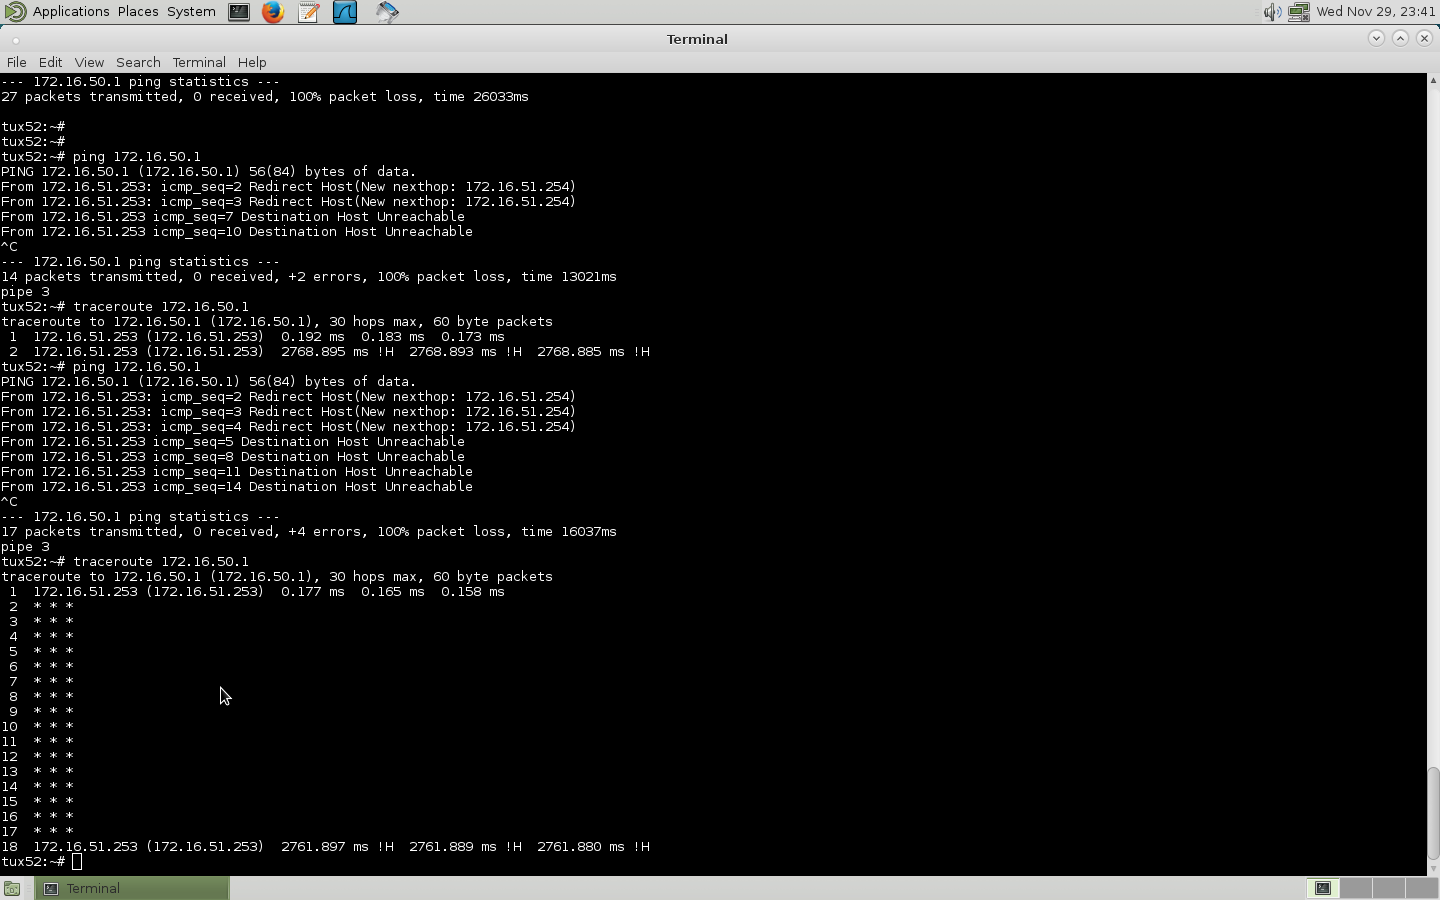 Applications Places System Wed Nov 29, 23:41
Terminal
File Edit View Search Terminal Help
--- 172.16.50.1 ping statistics ---
27 packets transmitted, 0 received, 100% packet loss, time 26033ms
tux52:~#
tux52:~#
tux52:~# ping 172.16.50.1
PING 172.16.50.1 (172.16.50.1) 56(84) bytes of data.
From 172.16.51.253: icmp_seq=2 Redirect Host(New nexthop: 172.16.51.254)
From 172.16.51.253: icmp_seq=3 Redirect Host(New nexthop: 172.16.51.254)
From 172.16.51.253 icmp_seq=7 Destination Host Unreachable
From 172.16.51.253 icmp_seq=10 Destination Host Unreachable
^C
--- 172.16.50.1 ping statistics ---
14 packets transmitted, 0 received, +2 errors, 100% packet loss, time 13021ms
pipe 3
tux52:~# traceroute 172.16.50.1
traceroute to 172.16.50.1 (172.16.50.1), 30 hops max, 60 byte packets
 1  172.16.51.253 (172.16.51.253)  0.192 ms  0.183 ms  0.173 ms
 2  172.16.51.253 (172.16.51.253)  2768.895 ms !H  2768.893 ms !H  2768.885 ms !H
tux52:~# ping 172.16.50.1
PING 172.16.50.1 (172.16.50.1) 56(84) bytes of data.
From 172.16.51.253: icmp_seq=2 Redirect Host(New nexthop: 172.16.51.254)
From 172.16.51.253: icmp_seq=3 Redirect Host(New nexthop: 172.16.51.254)
From 172.16.51.253: icmp_seq=4 Redirect Host(New nexthop: 172.16.51.254)
From 172.16.51.253 icmp_seq=5 Destination Host Unreachable
From 172.16.51.253 icmp_seq=8 Destination Host Unreachable
From 172.16.51.253 icmp_seq=11 Destination Host Unreachable
From 172.16.51.253 icmp_seq=14 Destination Host Unreachable
^C
--- 172.16.50.1 ping statistics ---
17 packets transmitted, 0 received, +4 errors, 100% packet loss, time 16037ms
pipe 3
tux52:~# traceroute 172.16.50.1
traceroute to 172.16.50.1 (172.16.50.1), 30 hops max, 60 byte packets
 1  172.16.51.253 (172.16.51.253)  0.177 ms  0.165 ms  0.158 ms
 2  * * *
 3  * * *
 4  * * *
 5  * * *
 6  * * *
 7  * * *
 8  * * *
 9  * * *
10  * * *
11  * * *
12  * * *
13  * * *
14  * * *
15  * * *
16  * * *
17  * * *
18  172.16.51.253 (172.16.51.253)  2761.897 ms !H  2761.889 ms !H  2761.880 ms !H
tux52:~#
Terminal